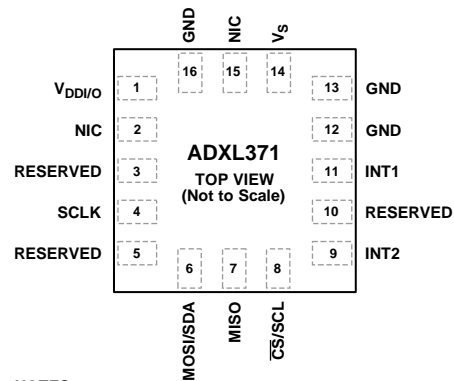 GND
NIC
VS
16
15
14
VDDI/O
1
13
GND
NIC
2
12
GND
ADXL371
TOP VIEW
(Not to Scale)
RESERVED
3
11
INT1
SCLK
4
10
RESERVED
RESERVED
5
9
INT2
6
7
8
MOSI/SDA
MISO
CS/SCL